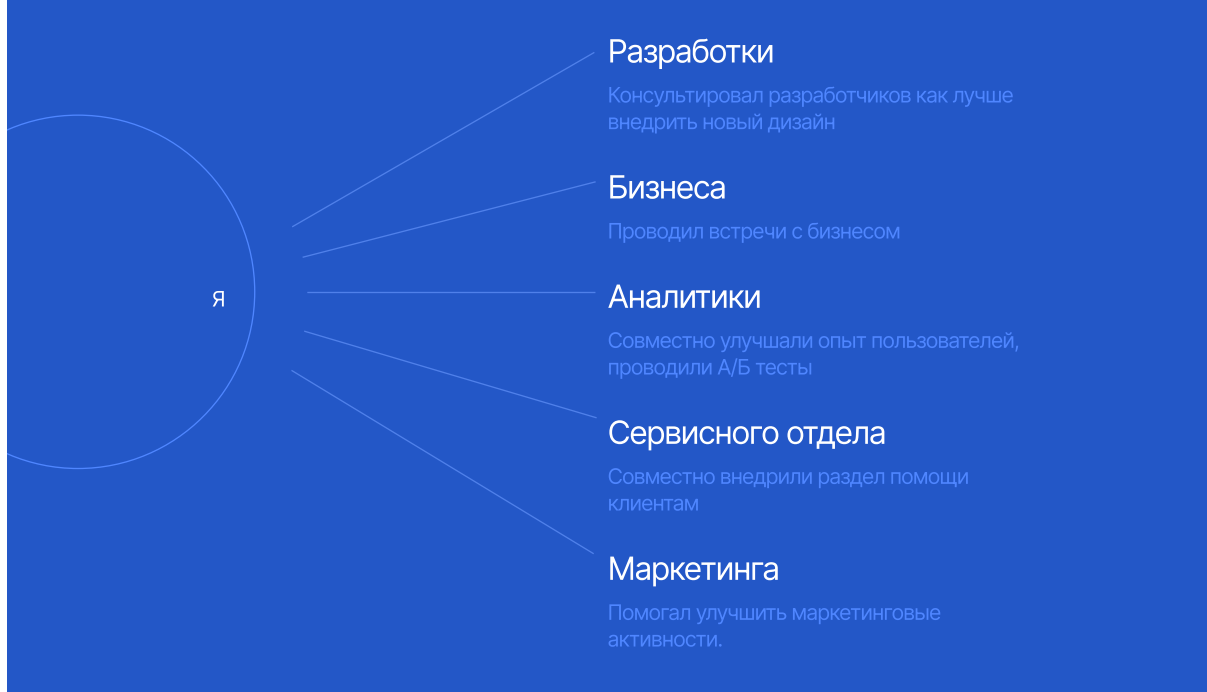 Разработки
Консультировал разработчиков как лучше
внедрить новый дизайн
Бизнеса
Проводил встречи с бизнесом
Я
Аналитики
Совместно улучшали опыт пользователей,
проводили А/Б тесты
Сервисного отдела
Совместно внедрили раздел помощи
клиентам
Маркетинга
Помогал улучшить маркетинговые
активности.